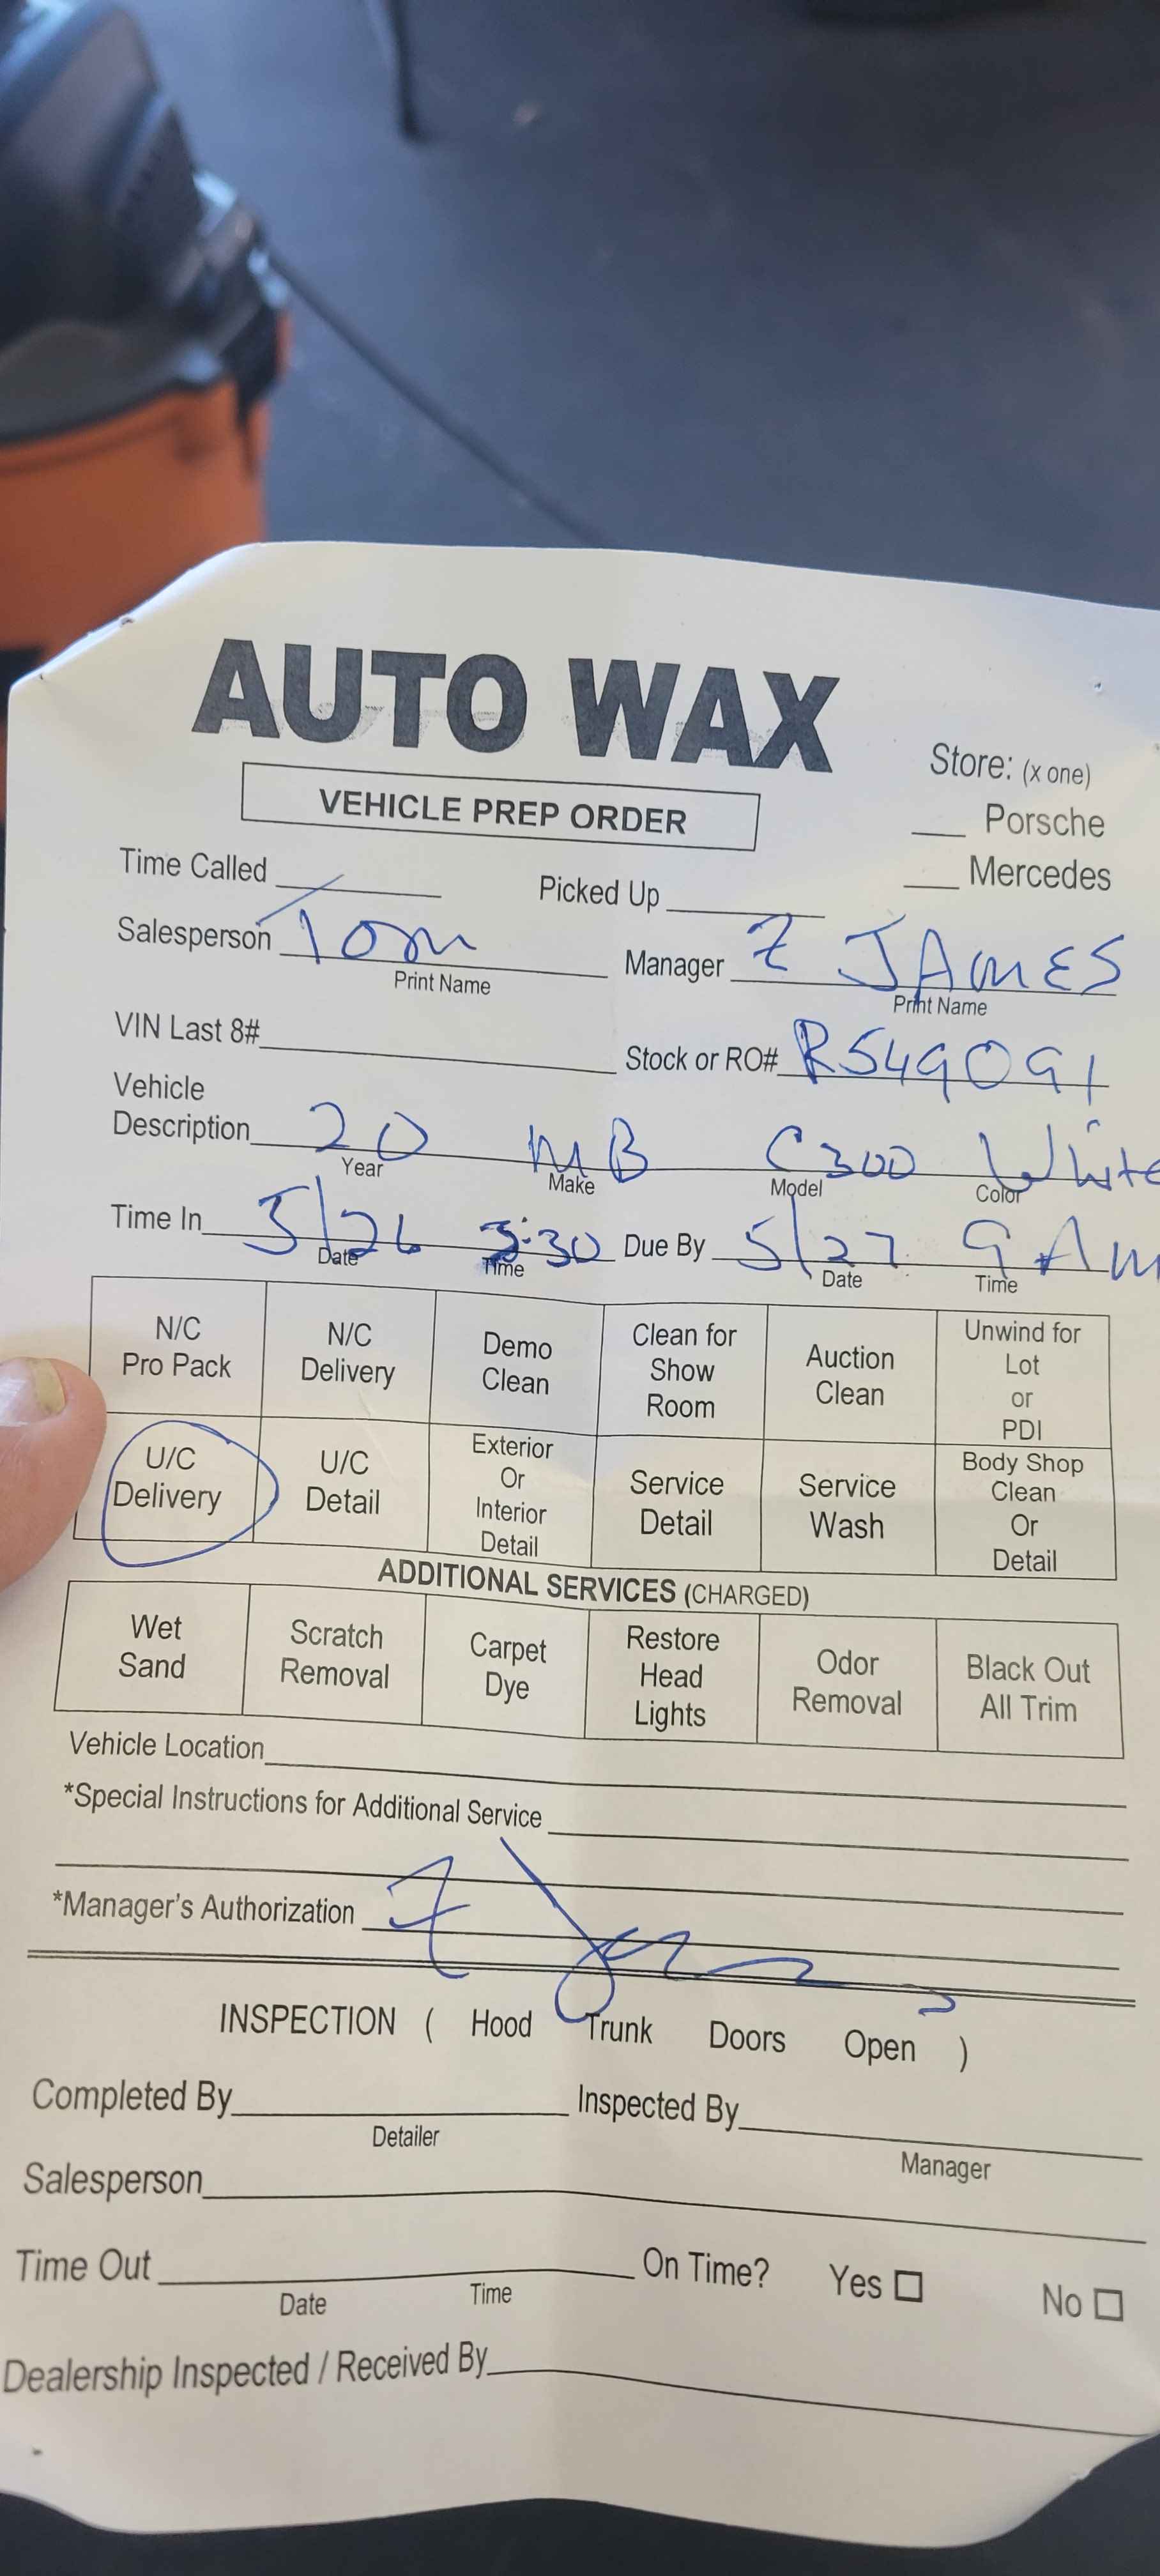 AUTO WAX
VEHICLE PREP ORDER
Store: (x one)
___ Porsche
___ Mercedes
Time Called Picked Up
Salesperson Tom Manager Z JAMES
Print Name Print Name
VIN Last 8# Stock or RO# R549091
Vehicle
Description 20 MB C300 White
Year Make Model Color
Time In 5/26 3:30 Due By 5/27 9 Am
Date Time Date Time
N/C Pro Pack N/C Delivery Demo Clean Clean for Show Room Auction Clean Unwind for Lot or PDI
U/C Delivery U/C Detail Exterior Or Interior Detail Service Detail Service Wash Body Shop Clean Or Detail
ADDITIONAL SERVICES (CHARGED)
Wet Sand Scratch Removal Carpet Dye Restore Head Lights Odor Removal Black Out All Trim
Vehicle Location
*Special Instructions for Additional Service
*Manager's Authorization
INSPECTION ( Hood Trunk Doors Open )
Completed By Inspected By
Detailer Manager
Salesperson
Time Out On Time? Yes ☐ No ☐
Date Time
Dealership Inspected / Received By